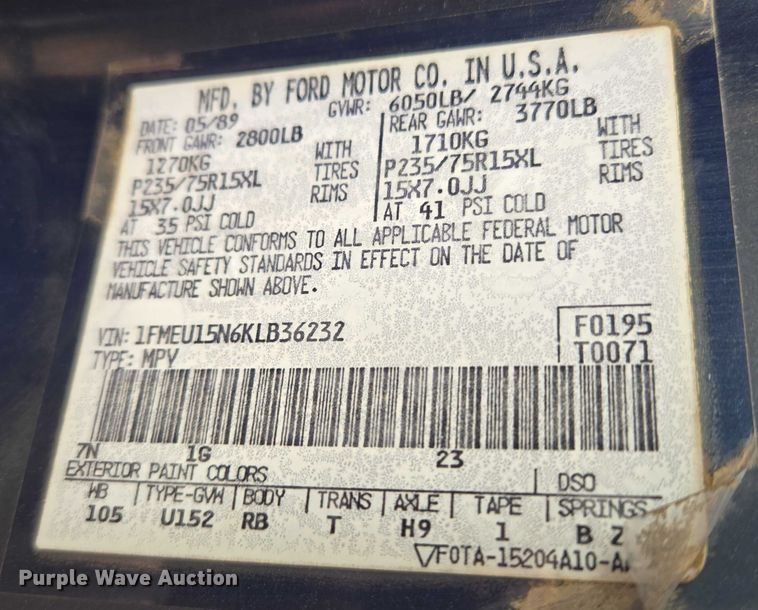 MFD. BY FORD MOTOR CO. IN U.S.A.
DATE: 05/89 GVWR: 6050LB/ 2744KG
FRONT GAWR: 2800LB REAR GAWR: 3770LB
1270KG WITH 1710KG WITH
P235/75R15XL TIRES P235/75R15XL TIRES
15X7.0JJ RIMS 15X7.0JJ RIMS
AT 35 PSI COLD AT 41 PSI COLD
THIS VEHICLE CONFORMS TO ALL APPLICABLE FEDERAL MOTOR
VEHICLE SAFETY STANDARDS IN EFFECT ON THE DATE OF
MANUFACTURE SHOWN ABOVE.
VIN: 1FMEU15N6KLB36232 F0195
TYPE: MPV T0071
7N 1G 23
EXTERIOR PAINT COLORS DSO
WB TYPE-GVW BODY TRANS AXLE TAPE SPRINGS
105 U152 RB T H9 1 B 2
F0TA-15204A10-A
Purple Wave Auction